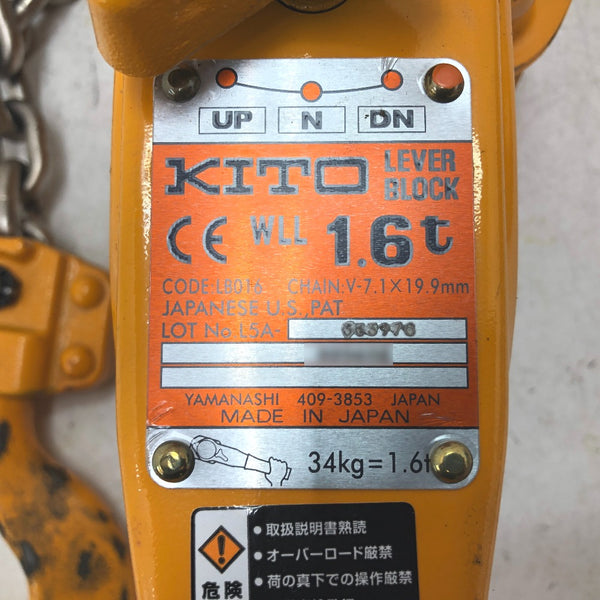 UP N DN
KITO LEVER BLOCK
CE WLL 1.6t
CODE:LB016 CHAIN:V-7.1×19.9mm
JAPANESE U.S. PAT
LOT No L5A-
YAMANASHI 409-3853 JAPAN
MADE IN JAPAN
34kg=1.6t
危険
• 取扱説明書熟読
• オーバーロード厳禁
• 荷の真下での操作厳禁